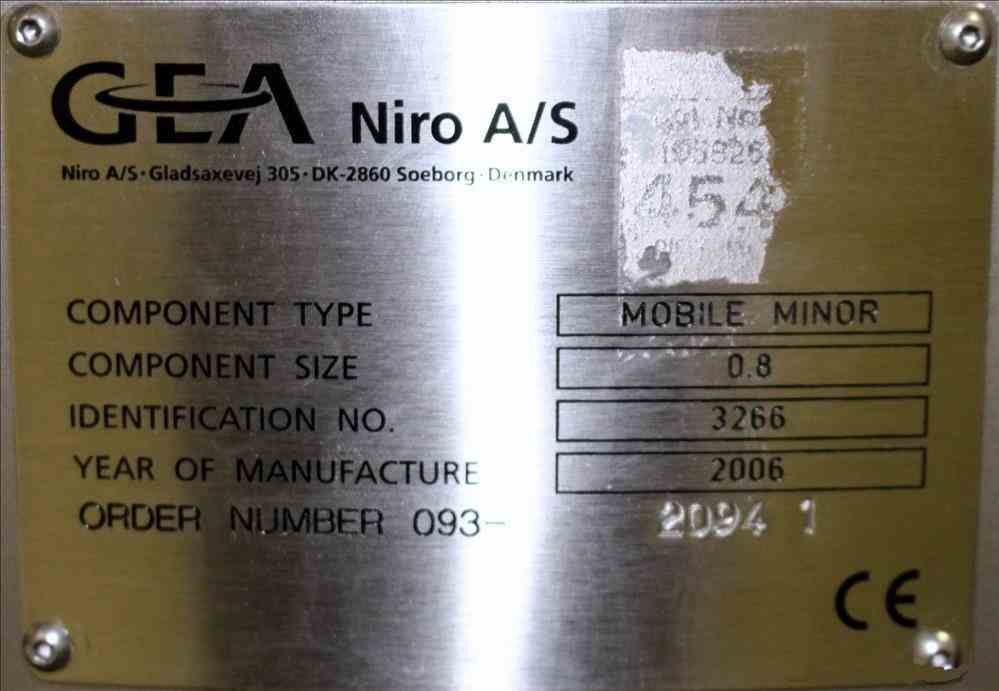 GEA Niro A/S
Niro A/S·Gladsaxevej 305·DK-2860 Soeborg·Denmark
No
454
COMPONENT TYPE MOBILE MINOR
COMPONENT SIZE 0.8
IDENTIFICATION NO. 3266
YEAR OF MANUFACTURE 2006
ORDER NUMBER 093- 2094 1
CE